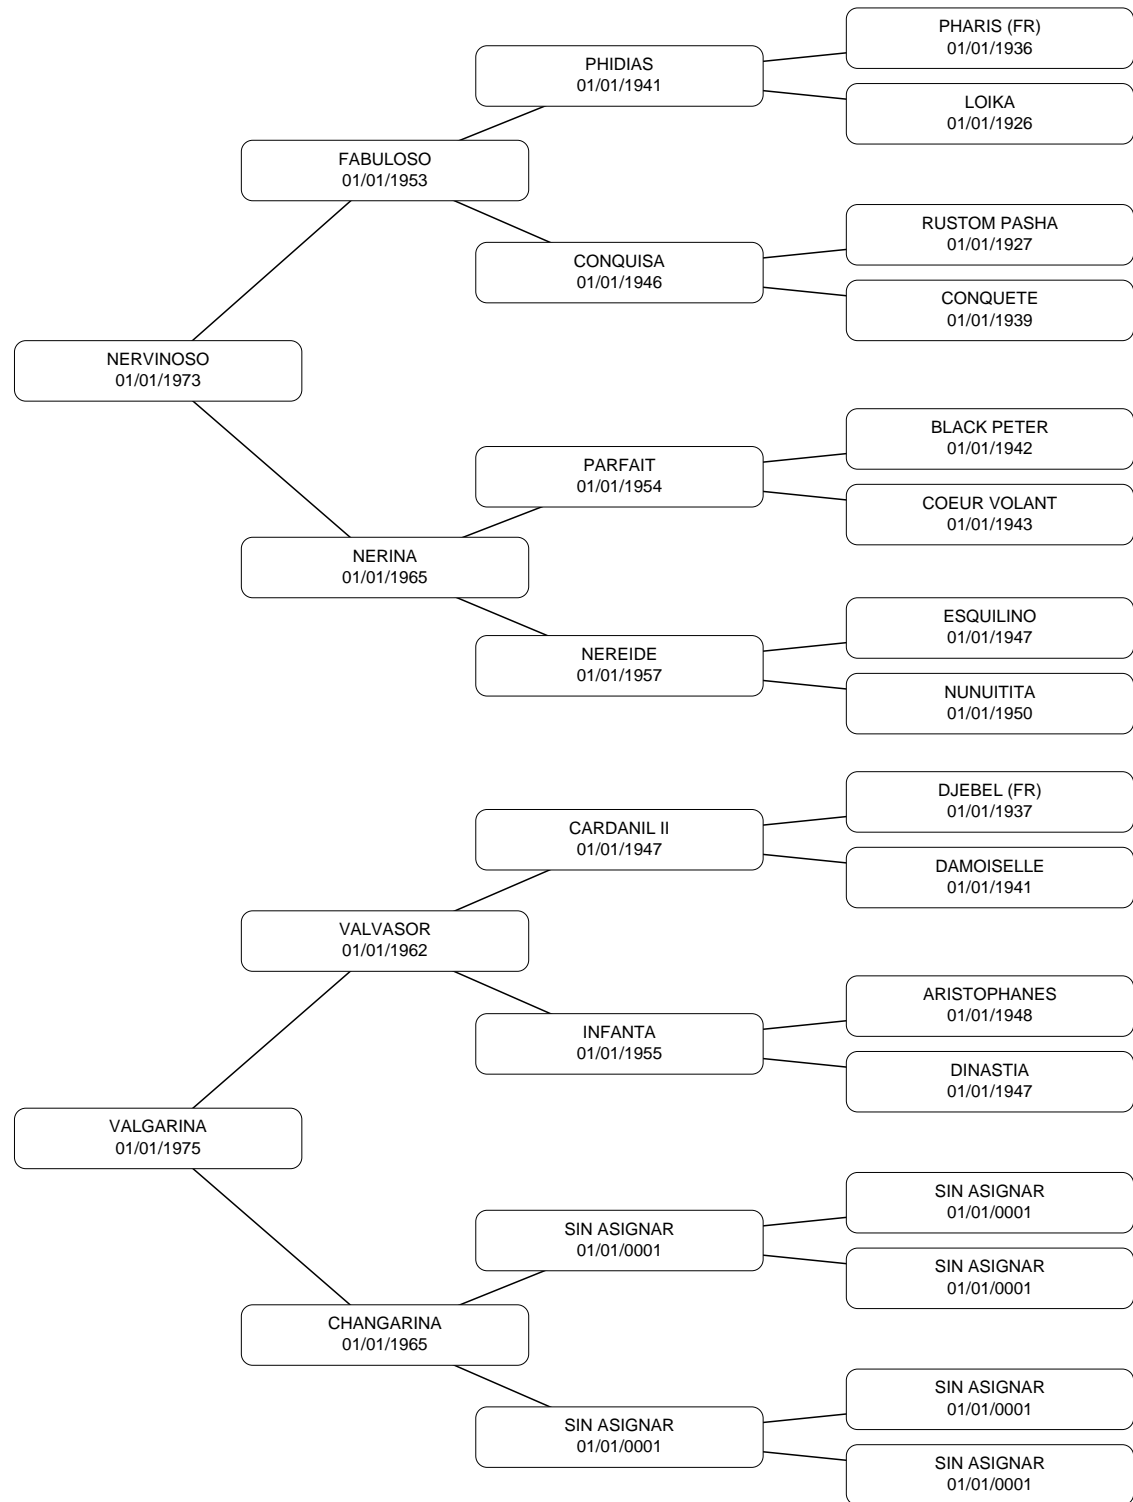 PHARIS (FR)
01/01/1936
PHIDIAS
01/01/1941
LOIKA
01/01/1926
FABULOSO
01/01/1953
RUSTOM PASHA
01/01/1927
CONQUISA
01/01/1946
CONQUETE
01/01/1939
NERVINOSO
01/01/1973
BLACK PETER
01/01/1942
PARFAIT
01/01/1954
COEUR VOLANT
01/01/1943
NERINA
01/01/1965
ESQUILINO
01/01/1947
NEREIDE
01/01/1957
NUNUITITA
01/01/1950
DJEBEL (FR)
01/01/1937
CARDANIL II
01/01/1947
DAMOISELLE
01/01/1941
VALVASOR
01/01/1962
ARISTOPHANES
01/01/1948
INFANTA
01/01/1955
DINASTIA
01/01/1947
VALGARINA
01/01/1975
SIN ASIGNAR
01/01/0001
SIN ASIGNAR
01/01/0001
SIN ASIGNAR
01/01/0001
CHANGARINA
01/01/1965
SIN ASIGNAR
01/01/0001
SIN ASIGNAR
01/01/0001
SIN ASIGNAR
01/01/0001